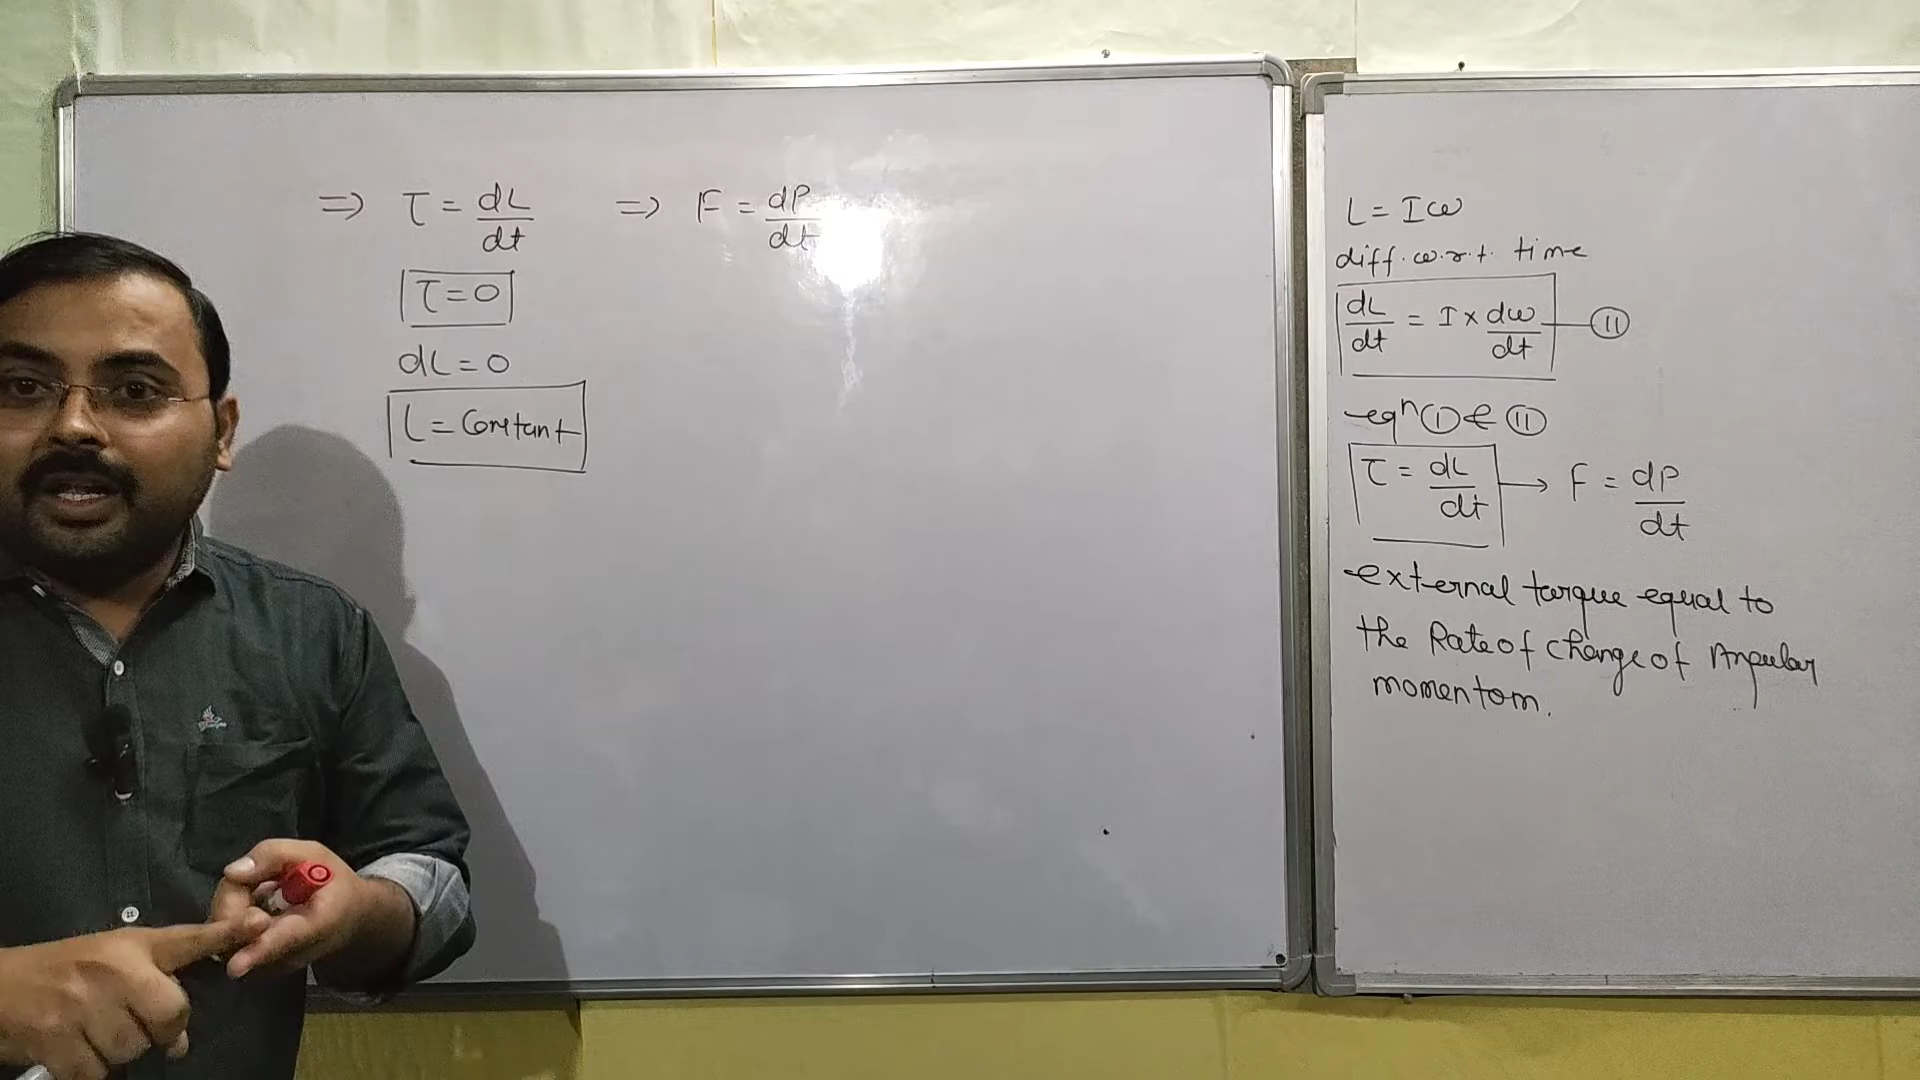 ⇒ τ = dL/dt ⇒ F = dP/dt
τ = 0
dL = 0
L = Constant
L = Iω
diff. w.r.t. time
dL/dt = I × dω/dt — (II)
eqⁿ (I) & (II)
τ = dL/dt → F = dP/dt
external tarque equal to
the Rate of change of Angular
momentom.